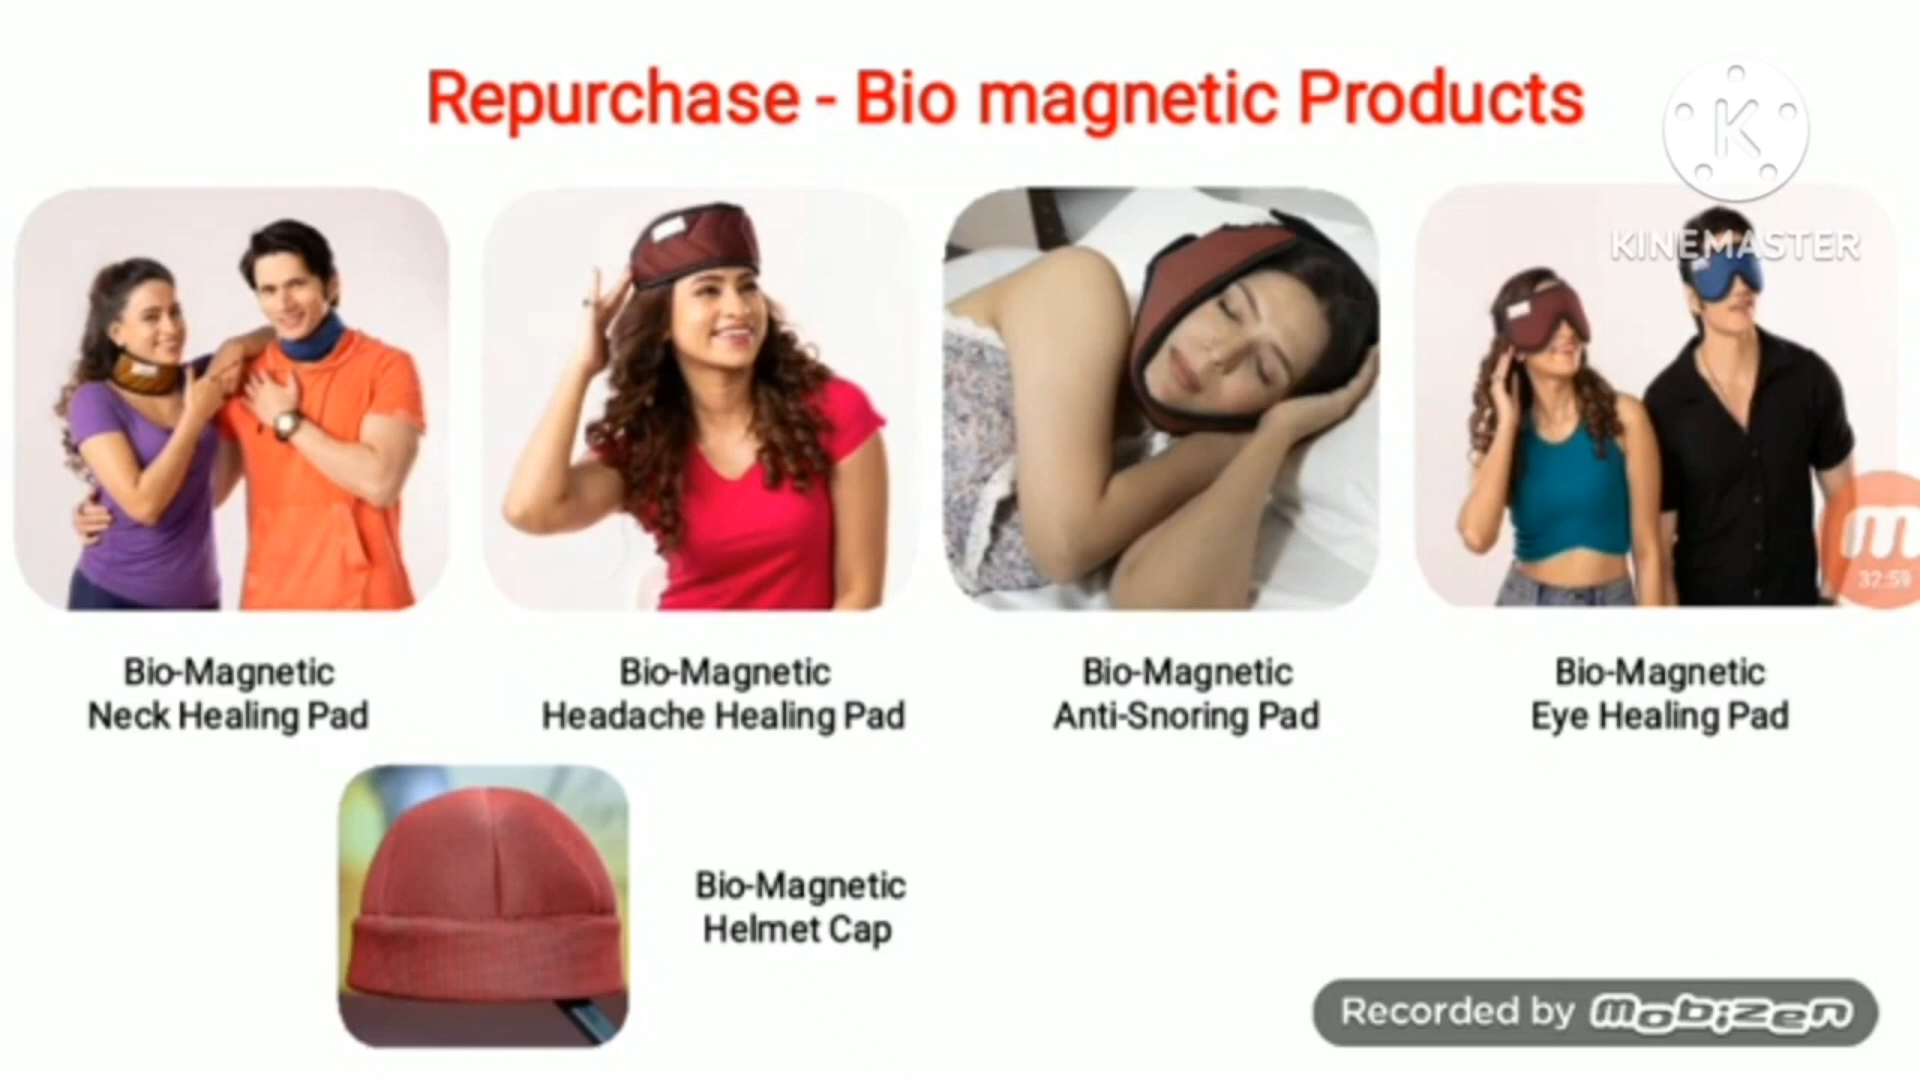 Repurchase - Bio magnetic Products
K
KINEMASTER
m
32:59
Bio-Magnetic
Neck Healing Pad
Bio-Magnetic
Headache Healing Pad
Bio-Magnetic
Anti-Snoring Pad
Bio-Magnetic
Eye Healing Pad
Bio-Magnetic
Helmet Cap
Recorded by mobizen